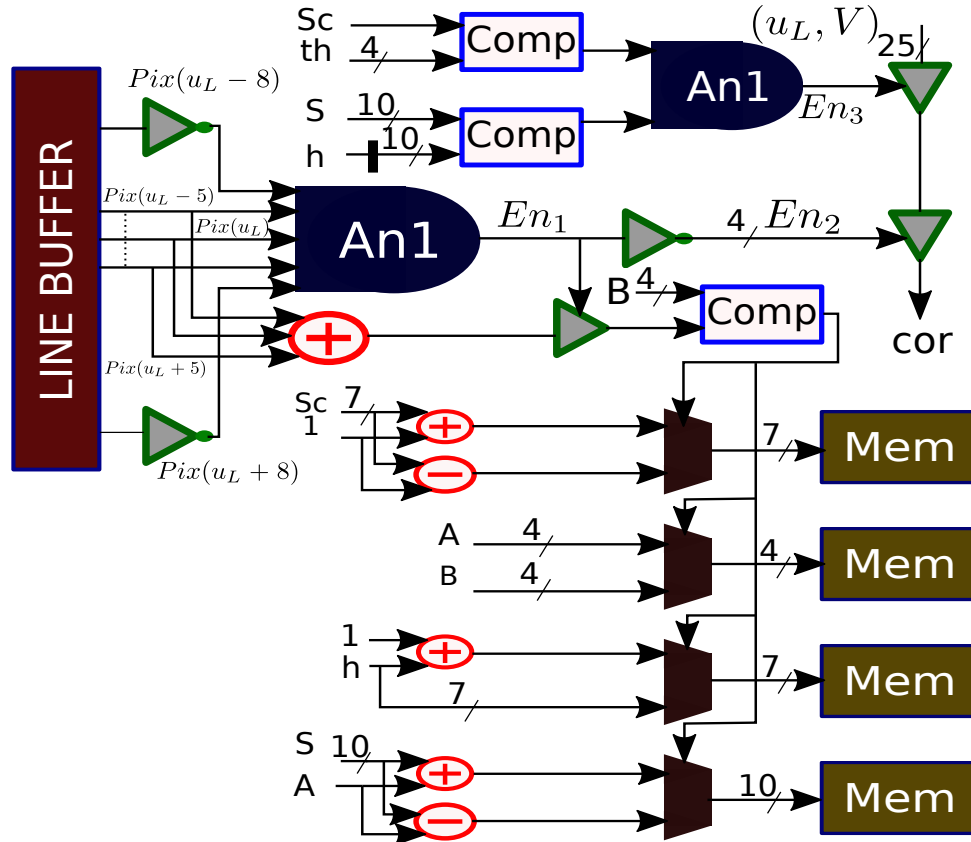 Sc
th
4
Comp
(u_L, V)
25
Pix(u_L − 8)
An1
En_3
S
10
h
10
Comp
LINE BUFFER
Pix(u_L − 5)
Pix(u_L)
An1
En_1
4
En_2
B
4
Comp
cor
Pix(u_L + 5)
Sc
7
1
+
−
7
Mem
Pix(u_L + 8)
+
A
4
B
4
4
Mem
1
h
+
7
7
Mem
S
10
A
+
−
10
Mem